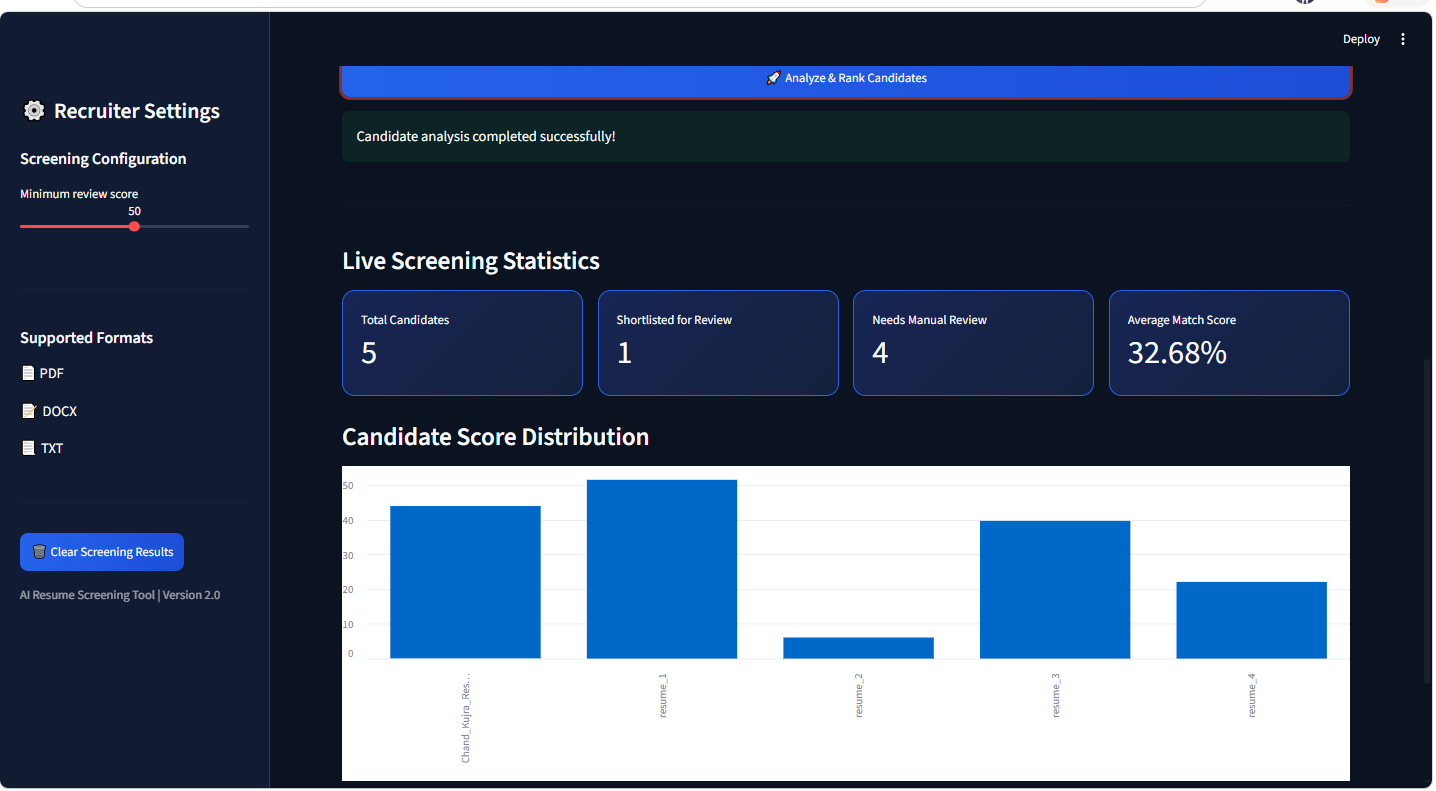 Deploy
Recruiter Settings
Screening Configuration
Minimum review score
50
Supported Formats
PDF
DOCX
TXT
Clear Screening Results
AI Resume Screening Tool | Version 2.0
Analyze & Rank Candidates
Candidate analysis completed successfully!
Live Screening Statistics
Total Candidates
5
Shortlisted for Review
1
Needs Manual Review
4
Average Match Score
32.68%
Candidate Score Distribution
50
40
30
20
10
0
Chand_Kujra_Res...
resume_1
resume_2
resume_3
resume_4